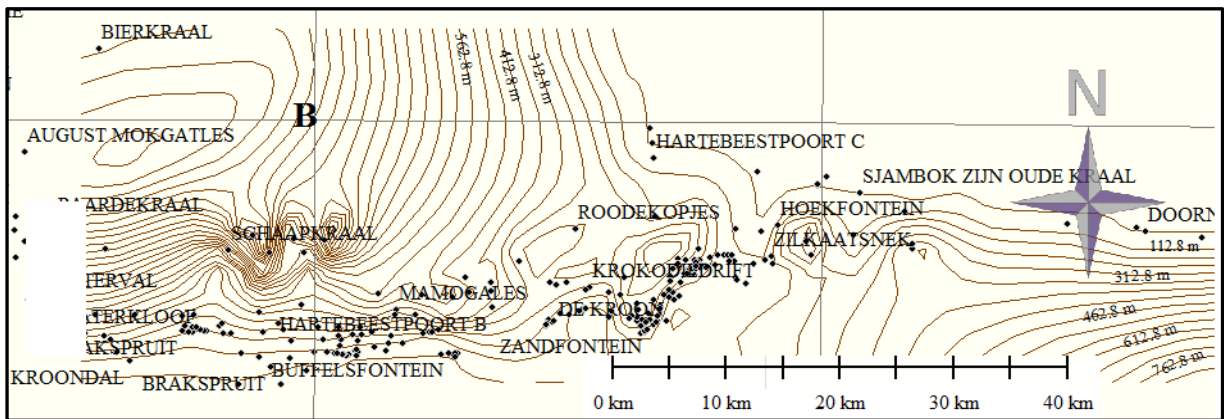 BIERKRAAL
N
562.8 m
412.8 m
312.8 m
B
AUGUST MOKGATLES
HARTEBEESTPOORT C
SJAMBOK ZIJN OUDE KRAAL
ROODEKOPJES
HOEKFONTEIN
DOORN
SGHAAPKRAAL
ZILKAATSNEK
112.8 m
KROKODILDRIFT
312.8 m
MAMOGALES
DE KROON
462.8 m
HARTEBEESTPOORT B
612.8 m
ZANDFONTEIN
762.8 m
KROONDAL
BRAKSPRUIT
BUFFELSFONTEIN
0 km 10 km 20 km 30 km 40 km